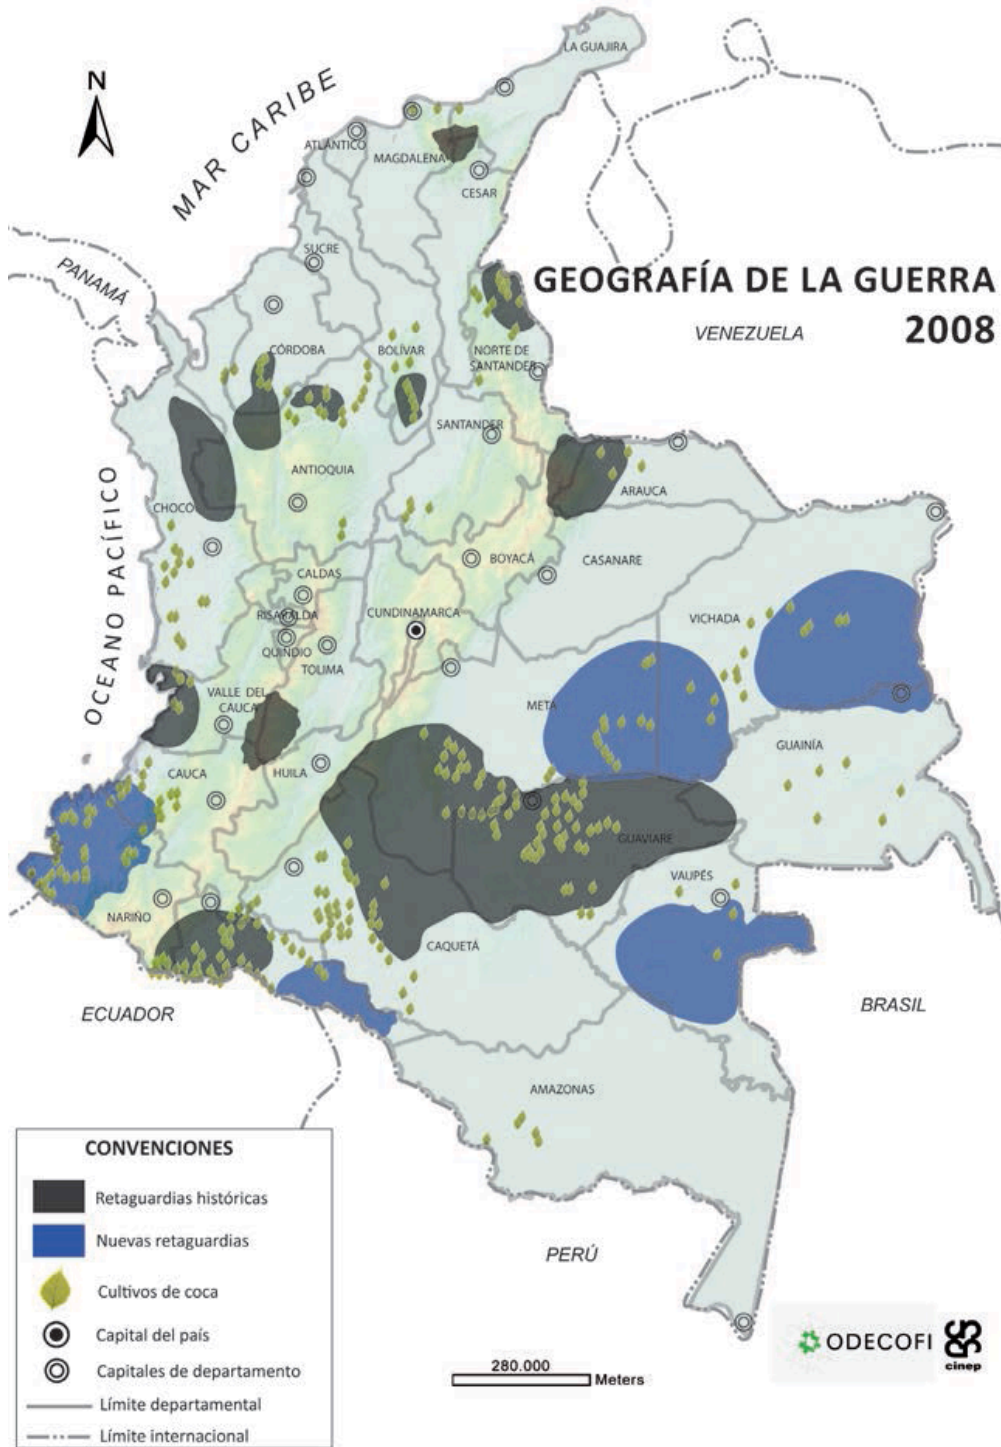 N
MAR CARIBE
LA GUAJIRA
ATLÁNTICO
MAGDALENA
CESAR
SUCRE
PANAMÁ
GEOGRAFÍA DE LA GUERRA
2008
VENEZUELA
CÓRDOBA
BOLÍVAR
NORTE DE
SANTANDER
SANTANDER
ANTIOQUIA
ARAUCA
CHOCÓ
OCEANO PACÍFICO
BOYACÁ
CASANARE
CALDAS
RISARALDA
CUNDINAMARCA
VICHADA
QUINDIO
TOLIMA
VALLE DEL
CAUCA
META
GUAINÍA
CAUCA
HUILA
GUAVIARE
VAUPÉS
NARIÑO
CAQUETÁ
ECUADOR
BRASIL
AMAZONAS
PERÚ
CONVENCIONES
Retaguardias históricas
Nuevas retaguardias
Cultivos de coca
Capital del país
Capitales de departamento
Límite departamental
Límite internacional
280.000
Meters
ODECOFI
cinep